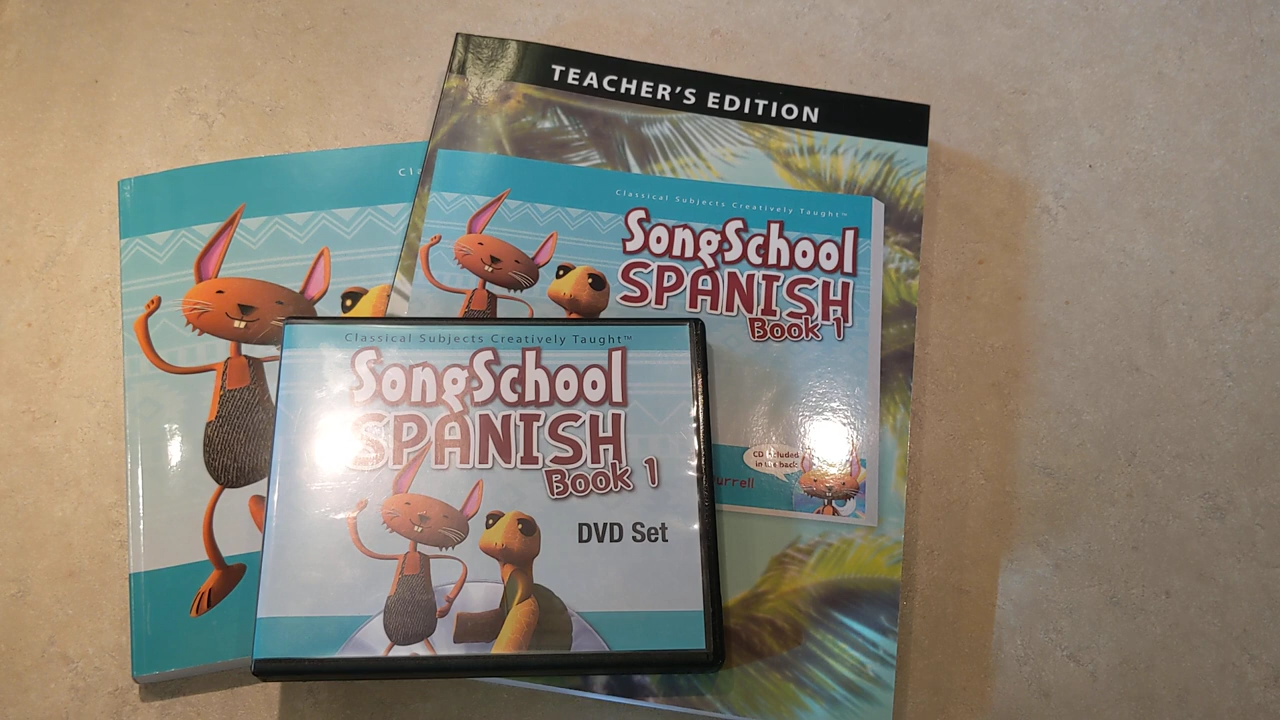 TEACHER'S EDITION
Classical Subjects Creatively Taught™
SongSchool
SPANISH
Book 1
CD included
in the back
Classical Subjects Creatively Taught™
SongSchool
SPANISH
Book 1
DVD Set